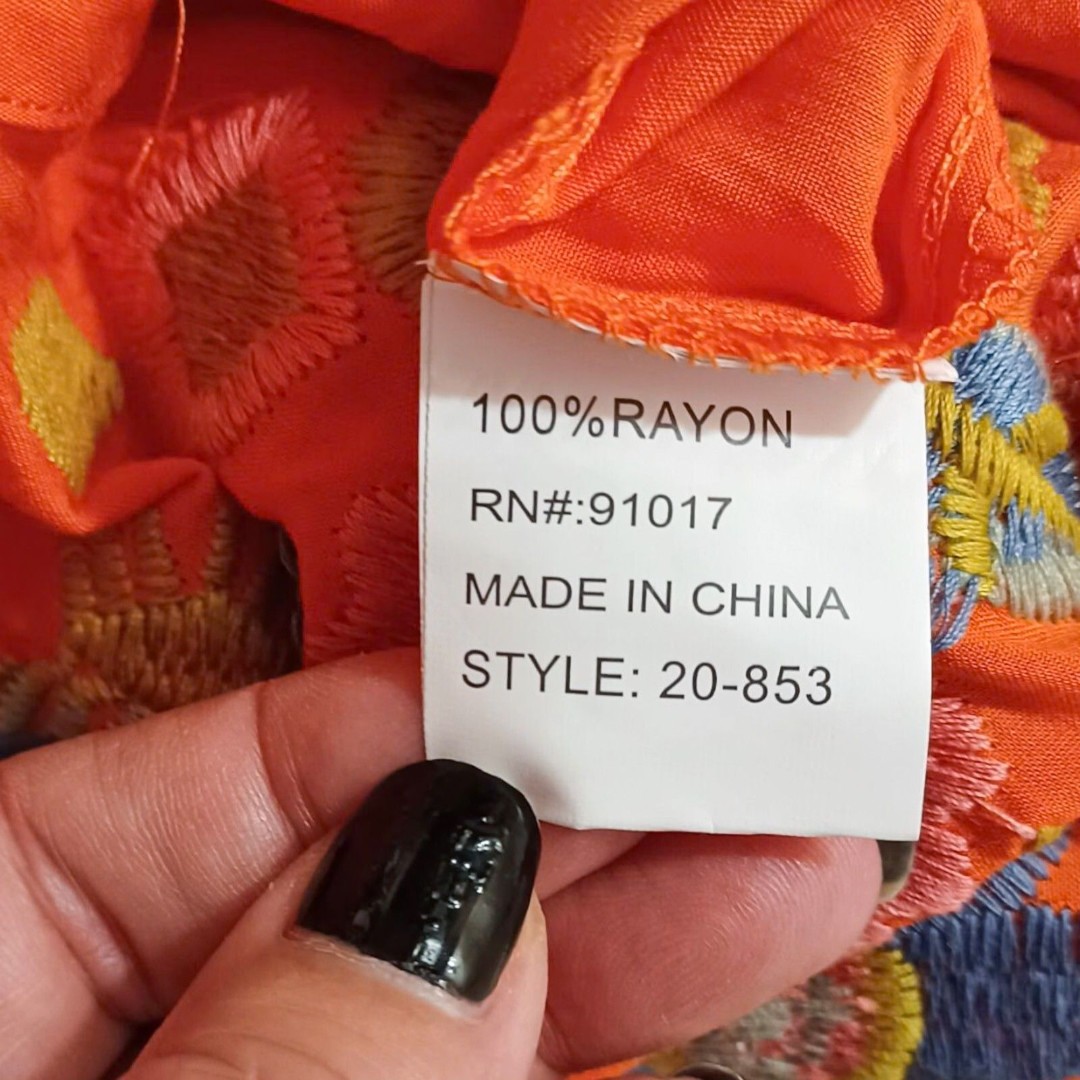 100%RAYON
RN#:91017
MADE IN CHINA
STYLE: 20-853